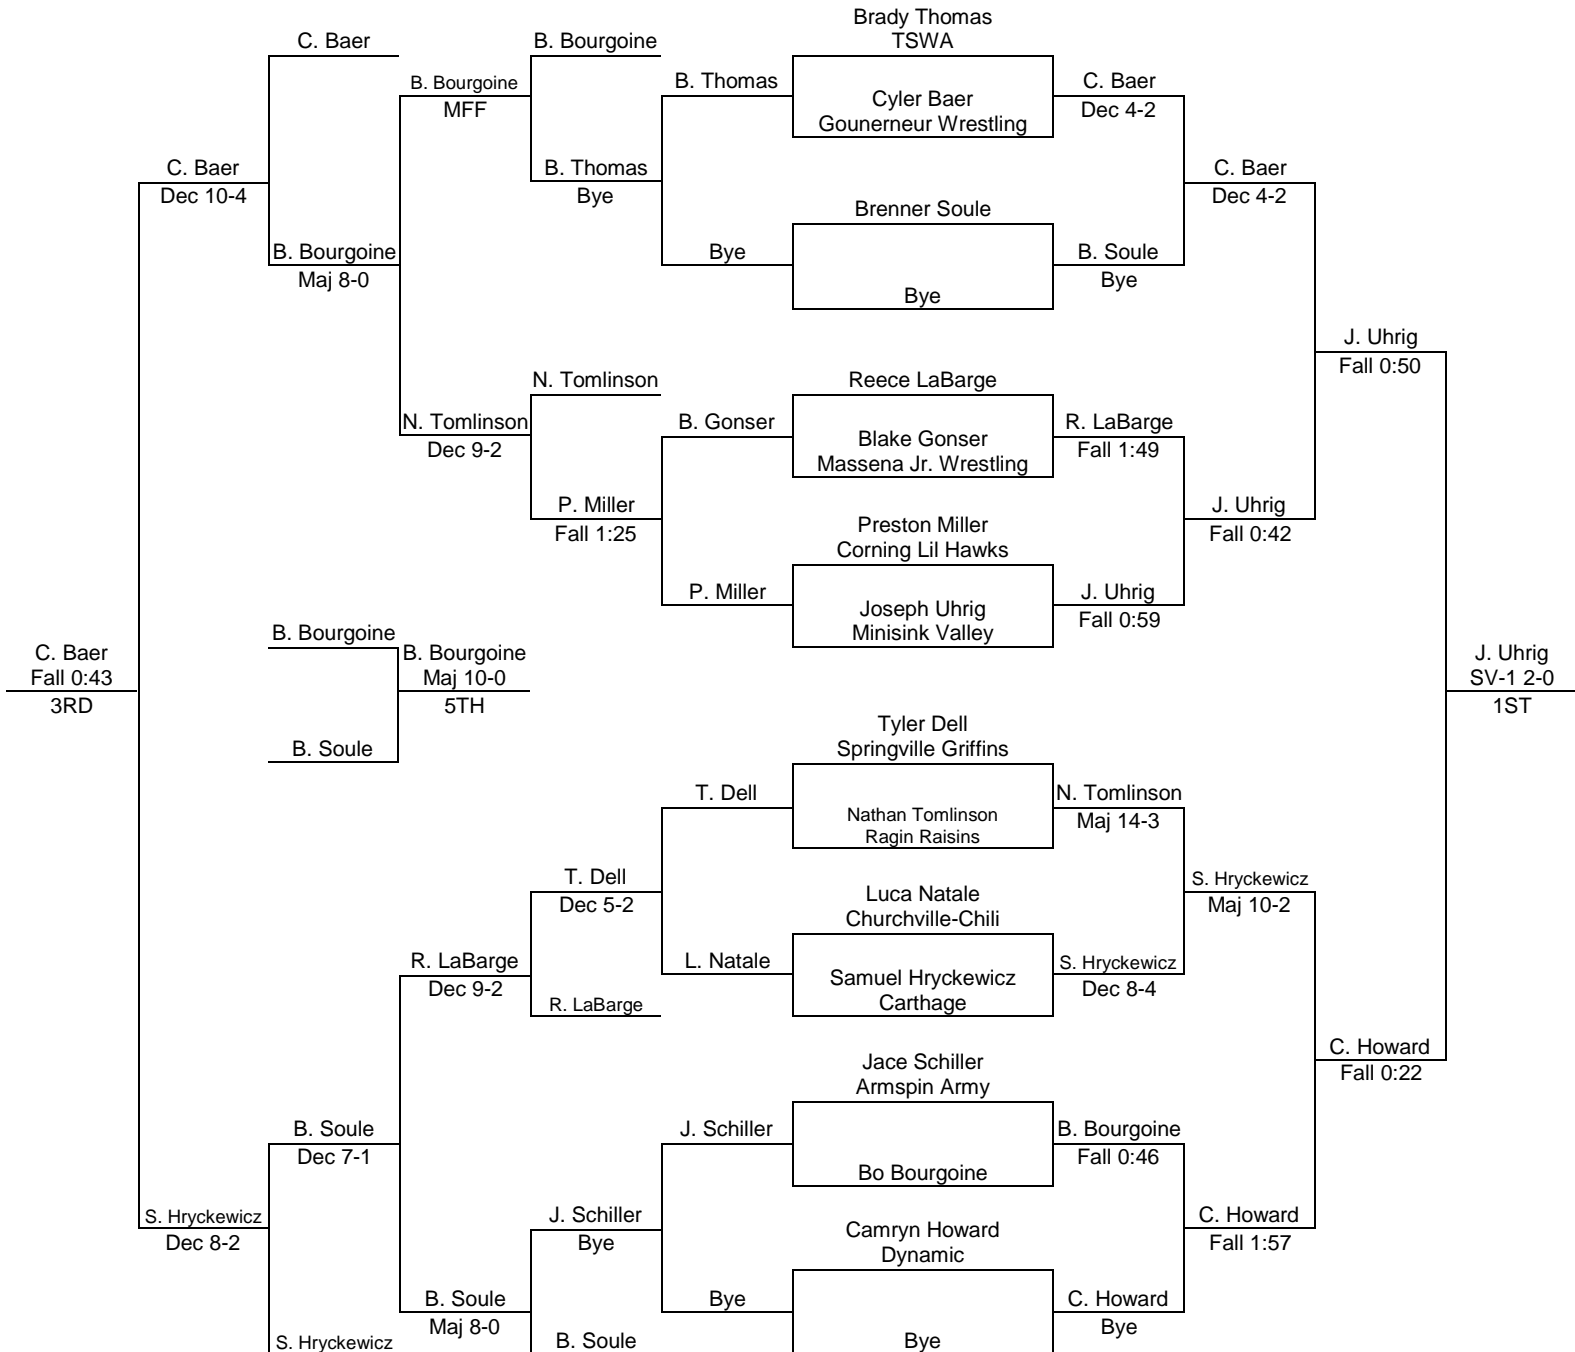 Brady Thomas
TSWA
C. Baer
B. Bourgoine
B. Bourgoine
MFF
B. Thomas
C. Baer
Dec 4-2
Cyler Baer
Gounerneur Wrestling
C. Baer
Dec 10-4
B. Thomas
Bye
C. Baer
Dec 4-2
Brenner Soule
B. Bourgoine
Maj 8-0
Bye
B. Soule
Bye
Bye
J. Uhrig
Fall 0:50
N. Tomlinson
Reece LaBarge
N. Tomlinson
Dec 9-2
B. Gonser
R. LaBarge
Fall 1:49
Blake Gonser
Massena Jr. Wrestling
P. Miller
Fall 1:25
J. Uhrig
Fall 0:42
Preston Miller
Corning Lil Hawks
P. Miller
J. Uhrig
Fall 0:59
Joseph Uhrig
Minisink Valley
B. Bourgoine
C. Baer
Fall 0:43
3RD
B. Bourgoine
Maj 10-0
5TH
J. Uhrig
SV-1 2-0
1ST
B. Soule
Tyler Dell
Springville Griffins
T. Dell
N. Tomlinson
Maj 14-3
Nathan Tomlinson
Ragin Raisins
T. Dell
Dec 5-2
S. Hryckewicz
Maj 10-2
Luca Natale
Churchville-Chili
R. LaBarge
Dec 9-2
L. Natale
S. Hryckewicz
Dec 8-4
Samuel Hryckewicz
Carthage
R. LaBarge
C. Howard
Fall 0:22
Jace Schiller
Armspin Army
B. Soule
Dec 7-1
J. Schiller
B. Bourgoine
Fall 0:46
Bo Bourgoine
S. Hryckewicz
Dec 8-2
J. Schiller
Bye
C. Howard
Fall 1:57
Camryn Howard
Dynamic
B. Soule
Maj 8-0
Bye
C. Howard
Bye
S. Hryckewicz
B. Soule
Bye